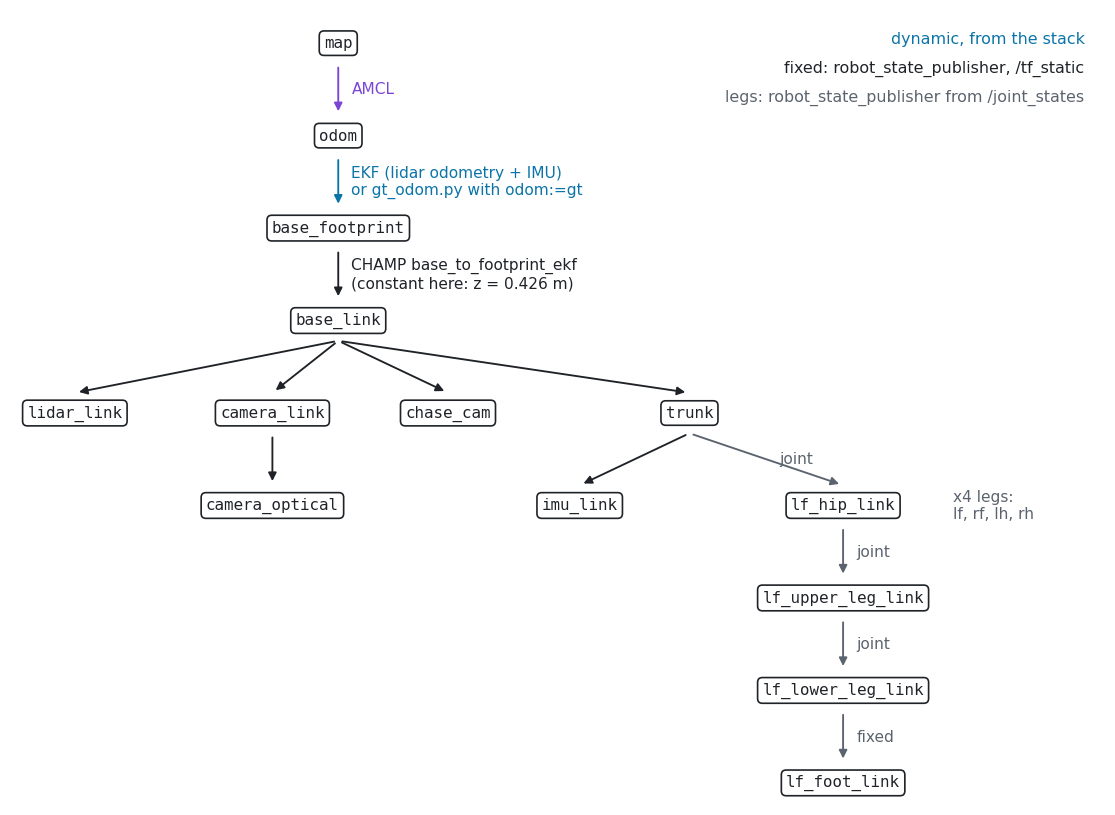 map
dynamic, from the stack
fixed: robot_state_publisher, /tf_static
AMCL
legs: robot_state_publisher from /joint_states
odom
EKF (lidar odometry + IMU)
or gt_odom.py with odom:=gt
base_footprint
CHAMP base_to_footprint_ekf
(constant here: z = 0.426 m)
base_link
lidar_link
camera_link
chase_cam
trunk
joint
camera_optical
imu_link
lf_hip_link
x4 legs:
lf, rf, lh, rh
joint
lf_upper_leg_link
joint
lf_lower_leg_link
fixed
lf_foot_link